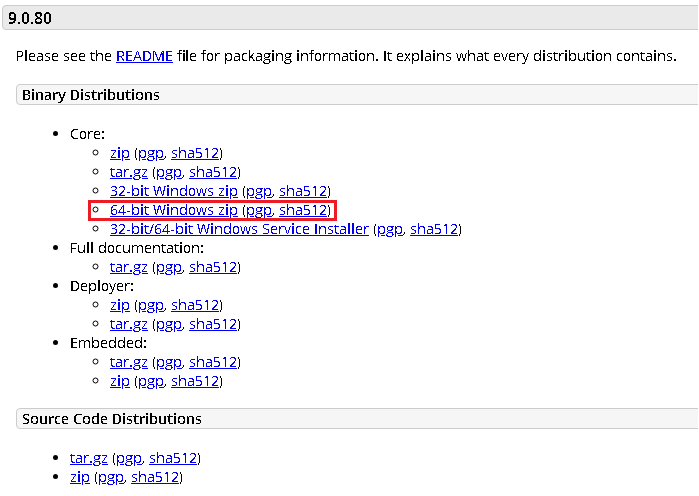 9.0.80
Please see the README file for packaging information. It explains what every distribution contains.
Binary Distributions
• Core:
◦ zip (pgp, sha512)
◦ tar.gz (pgp, sha512)
◦ 32-bit Windows zip (pgp, sha512)
◦ 64-bit Windows zip (pgp, sha512)
◦ 32-bit/64-bit Windows Service Installer (pgp, sha512)
• Full documentation:
◦ tar.gz (pgp, sha512)
• Deployer:
◦ zip (pgp, sha512)
◦ tar.gz (pgp, sha512)
• Embedded:
◦ tar.gz (pgp, sha512)
◦ zip (pgp, sha512)
Source Code Distributions
• tar.gz (pgp, sha512)
• zip (pgp, sha512)